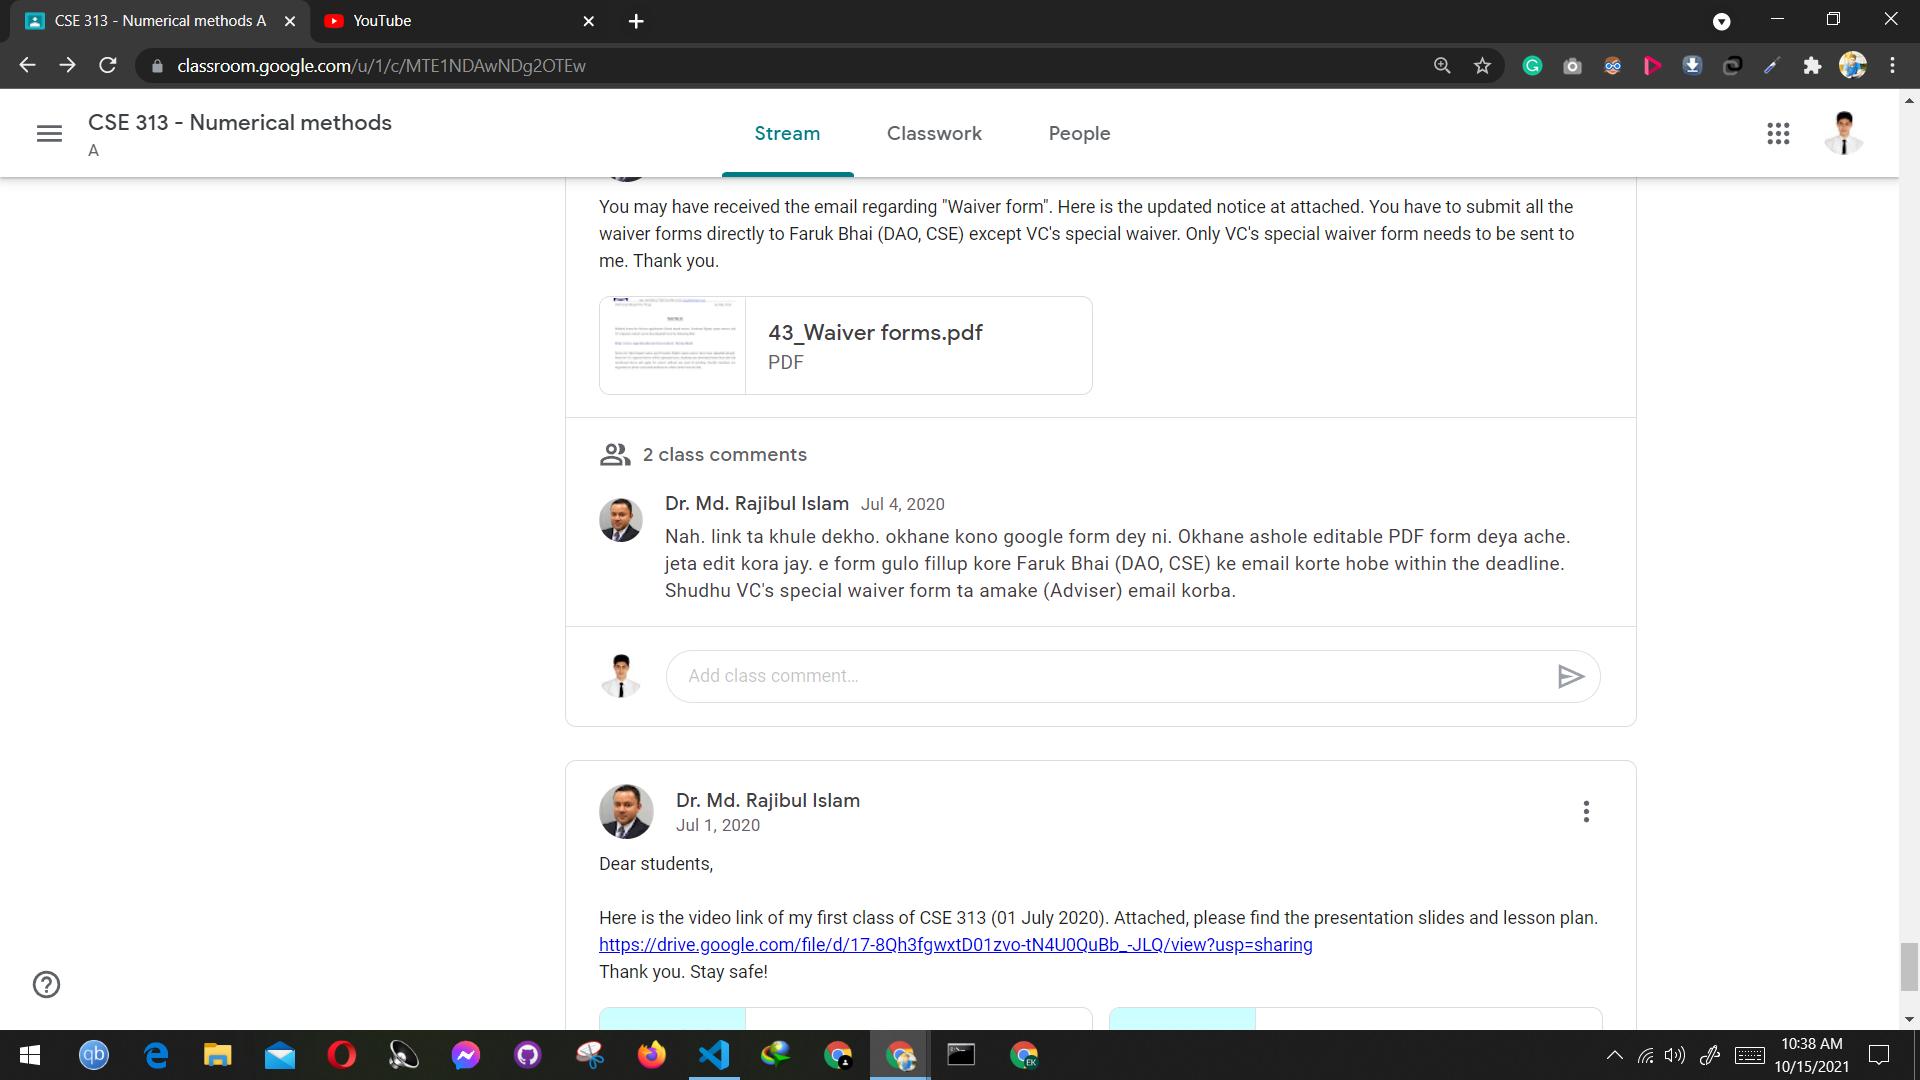 CSE 313 - Numerical methods A
YouTube
classroom.google.com/u/1/c/MTE1NDAwNDg2OTEw
CSE 313 - Numerical methods
A
Stream
Classwork
People
You may have received the email regarding "Waiver form". Here is the updated notice at attached. You have to submit all the
waiver forms directly to Faruk Bhai (DAO, CSE) except VC's special waiver. Only VC's special waiver form needs to be sent to
me. Thank you.
43_Waiver forms.pdf
PDF
2 class comments
Dr. Md. Rajibul Islam Jul 4, 2020
Nah. link ta khule dekho. okhane kono google form dey ni. Okhane ashole editable PDF form deya ache.
jeta edit kora jay. e form gulo fillup kore Faruk Bhai (DAO, CSE) ke email korte hobe within the deadline.
Shudhu VC's special waiver form ta amake (Adviser) email korba.
Add class comment...
Dr. Md. Rajibul Islam
Jul 1, 2020
Dear students,
Here is the video link of my first class of CSE 313 (01 July 2020). Attached, please find the presentation slides and lesson plan.
https://drive.google.com/file/d/17-8Qh3fgwxtD01zvo-tN4U0QuBb_-JLQ/view?usp=sharing
Thank you. Stay safe!
qb
EK
10:38 AM
10/15/2021